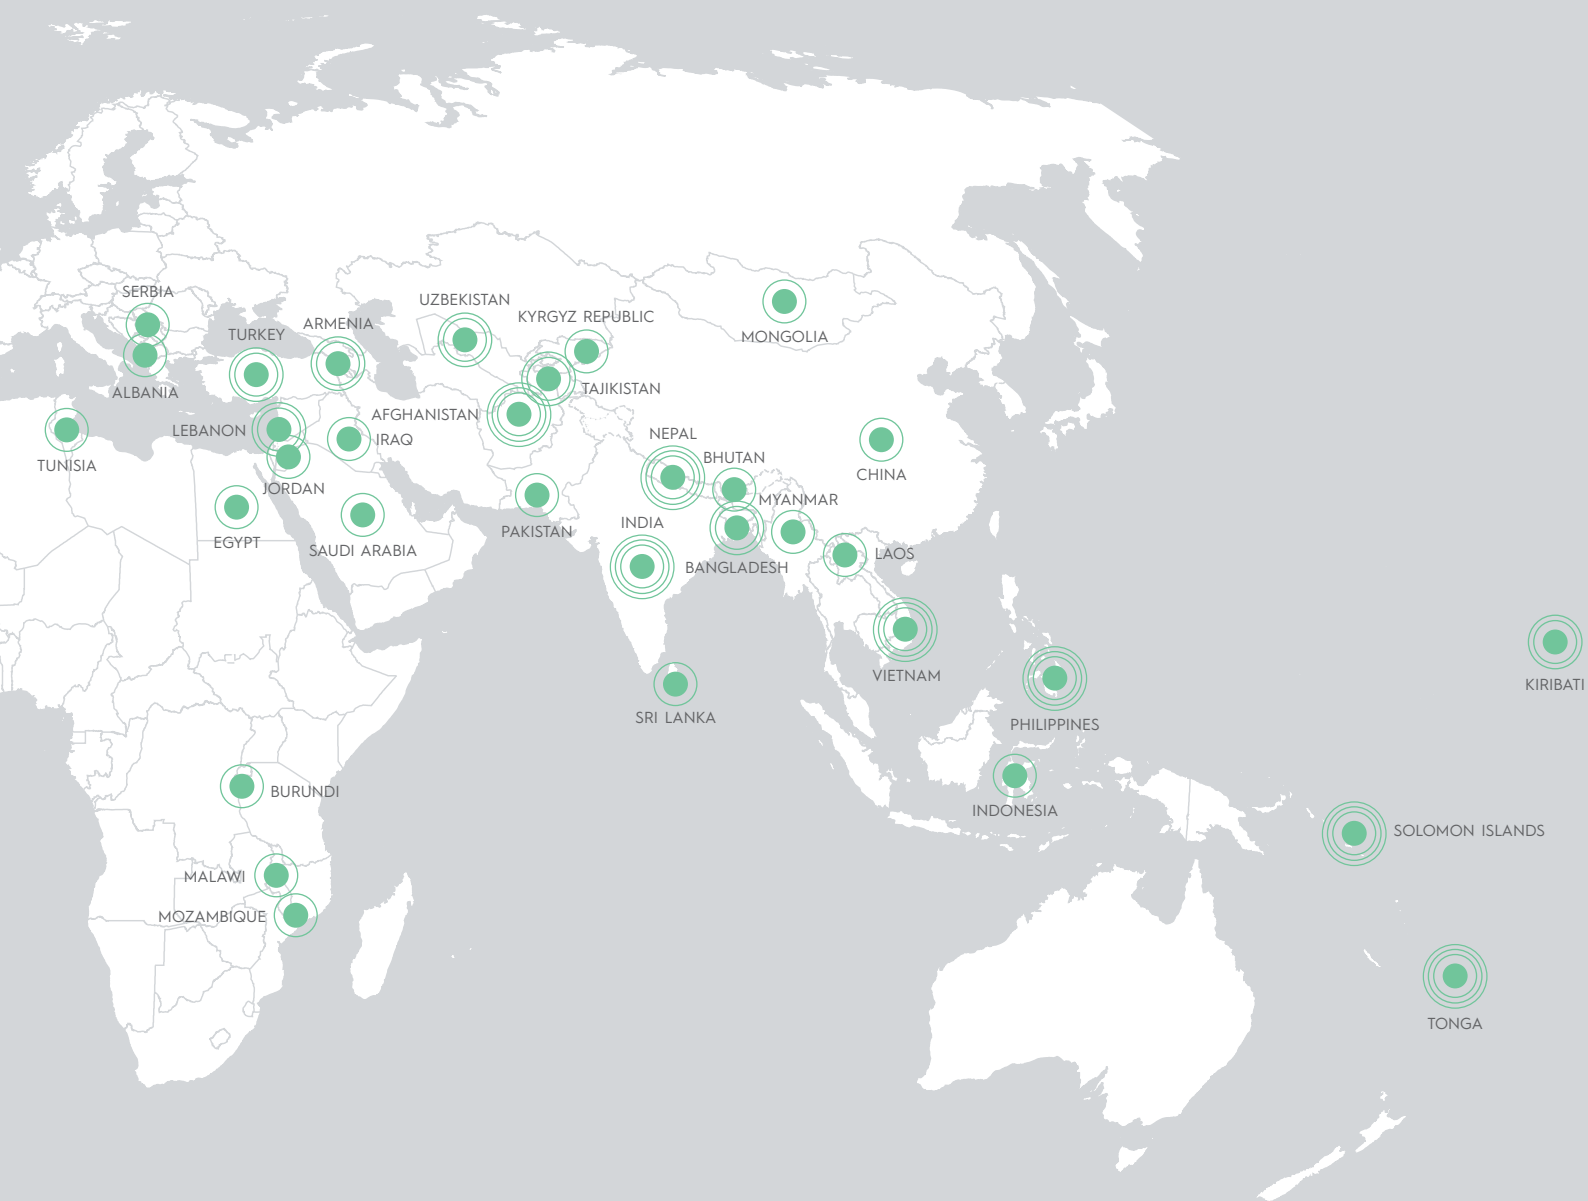 SERBIA
UZBEKISTAN
KYRGYZ REPUBLIC
ARMENIA
TURKEY
MONGOLIA
ALBANIA
TAJIKISTAN
AFGHANISTAN
LEBANON
IRAQ
NEPAL
BHUTAN
TUNISIA
CHINA
JORDAN
MYANMAR
INDIA
PAKISTAN
EGYPT
SAUDI ARABIA
LAOS
BANGLADESH
VIETNAM
KIRIBATI
SRI LANKA
PHILIPPINES
BURUNDI
INDONESIA
SOLOMON ISLANDS
MALAWI
MOZAMBIQUE
TONGA